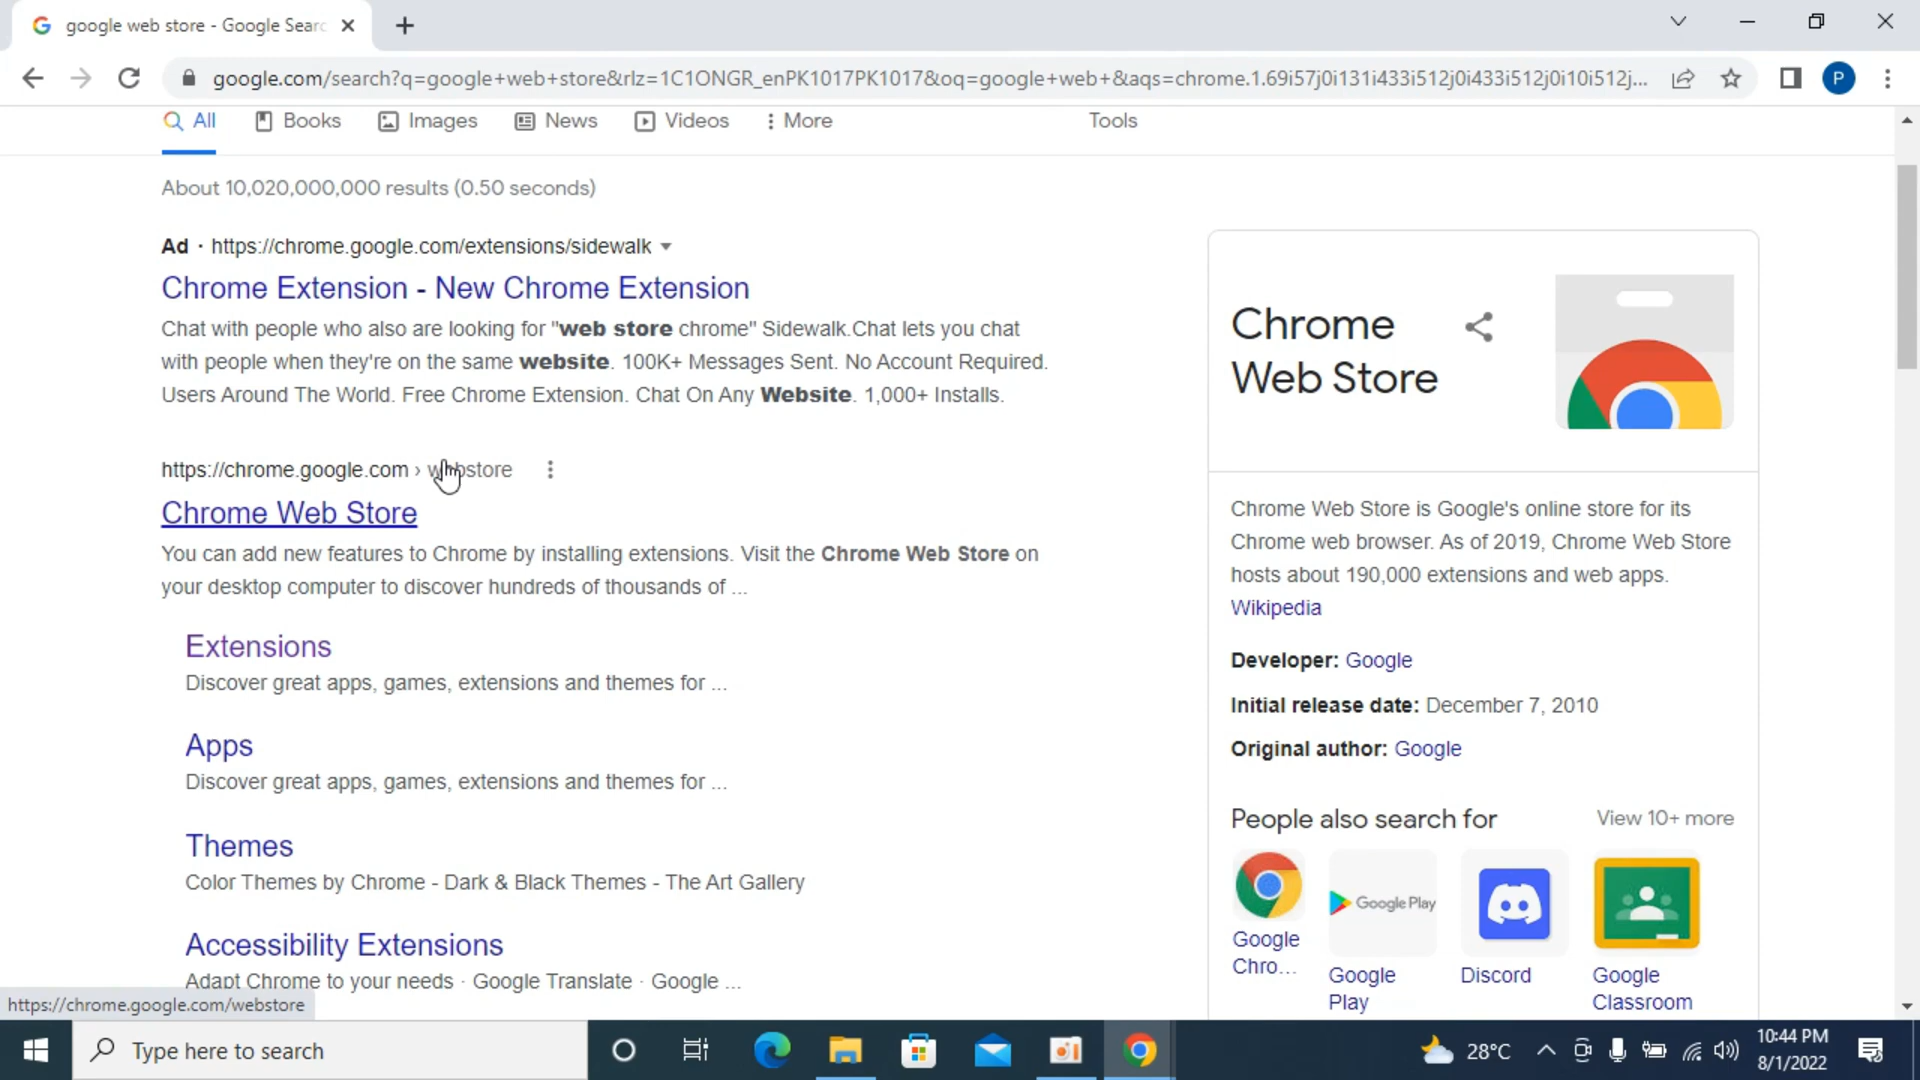 google web store - Google Searc
google.com/search?q=google+web+store&rlz=1C1ONGR_enPK1017PK1017&oq=google+web+&aqs=chrome.1.69i57j0i131i433i512j0i433i512j0i10i512j...
P
All
Books
Images
News
Videos
More
Tools
About 10,020,000,000 results (0.50 seconds)
Ad · https://chrome.google.com/extensions/sidewalk
Chrome Extension - New Chrome Extension
Chat with people who also are looking for "web store chrome" Sidewalk.Chat lets you chat
with people when they're on the same website. 100K+ Messages Sent. No Account Required.
Users Around The World. Free Chrome Extension. Chat On Any Website. 1,000+ Installs.
https://chrome.google.com › webstore
Chrome Web Store
You can add new features to Chrome by installing extensions. Visit the Chrome Web Store on
your desktop computer to discover hundreds of thousands of ...
Extensions
Discover great apps, games, extensions and themes for ...
Apps
Discover great apps, games, extensions and themes for ...
Themes
Color Themes by Chrome - Dark & Black Themes - The Art Gallery
Accessibility Extensions
Adapt Chrome to your needs · Google Translate · Google ...
https://chrome.google.com/webstore
Chrome
Web Store
Chrome Web Store is Google's online store for its
Chrome web browser. As of 2019, Chrome Web Store
hosts about 190,000 extensions and web apps.
Wikipedia
Developer: Google
Initial release date: December 7, 2010
Original author: Google
People also search for
View 10+ more
Google Play
Google
Chro...
Google
Play
Discord
Google
Classroom
Type here to search
28°C
10:44 PM
8/1/2022